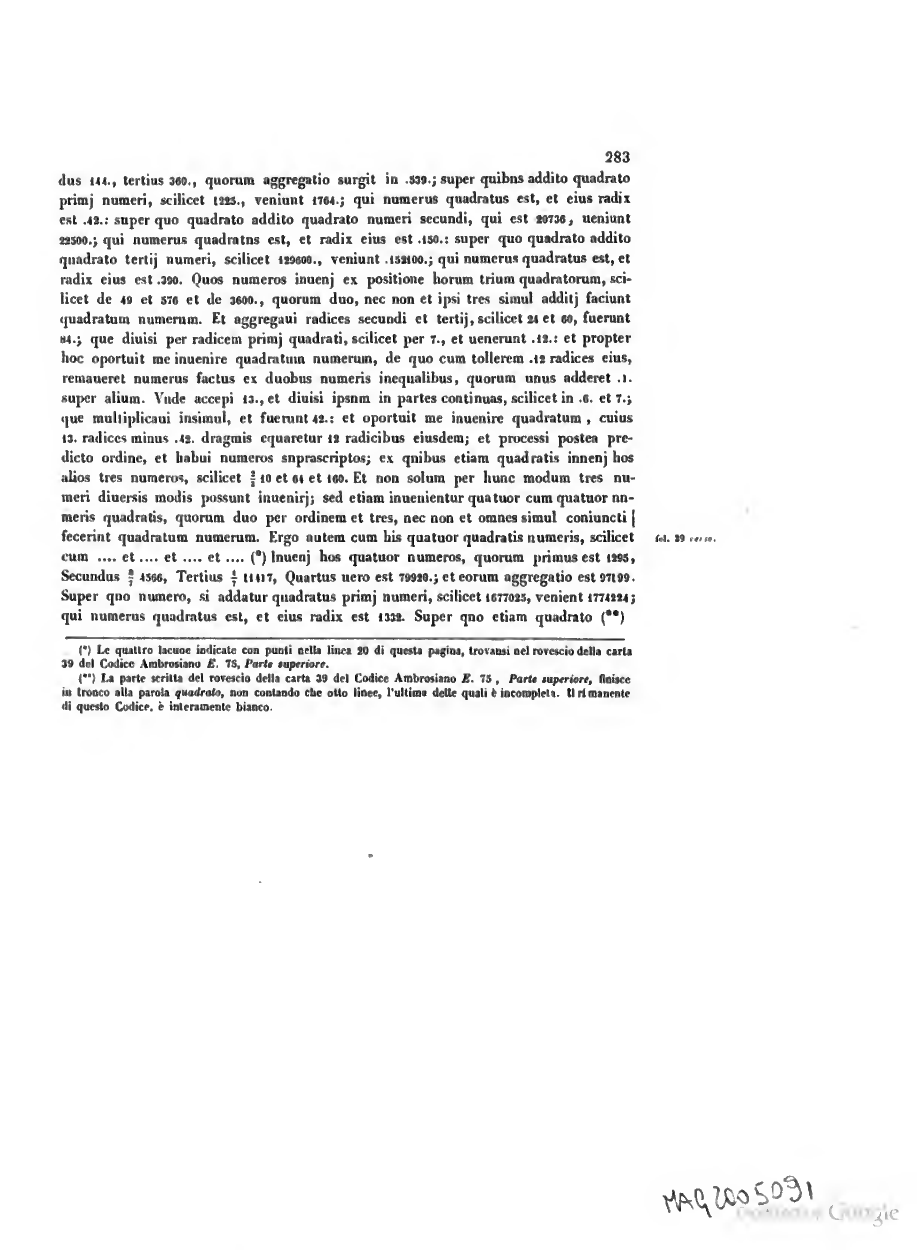 283
dus 144., tertius 360., quorum aggregatio surgit in .539.; super quibns addito quadrato
primj numeri, scilicet 1225., veniunt 1764.; qui numerus quadratus est, et eius radix
est .42.: super quo quadrato addito quadrato numeri secundi, qui est 20736, ueniunt
22500.; qui numerus quadratns est, et radix eius est .150.: super quo quadrato addito
quadrato tertij numeri, scilicet 129600., veniunt .152100.; qui numerus quadratus est, et
radix eius est .390. Quos numeros inuenj ex positione horum trium quadratorum, sci-
licet de 49 et 576 et de 3600., quorum duo, nec non et ipsi tres simul additj faciunt
quadratum numerum. Et aggregaui radices secundi et tertij, scilicet 24 et 60, fuerunt
84.; que diuisi per radicem primj quadrati, scilicet per 7., et uenerunt .12.: et propter
hoc oportuit me inuenire quadratum numerum, de quo cum tollerem .12 radices eius,
remaueret numerus factus ex duobus numeris inequalibus, quorum unus adderet .1.
super alium. Vnde accepi 13., et diuisi ipsnm in partes continuas, scilicet in .6. et 7.;
que multiplicaui insimul, et fuerunt 42.: et oportuit me inuenire quadratum , cuius
13. radices minus .42. dragmis equaretur 12 radicibus eiusdem; et processi postea pre-
dicto ordine, et habui numeros snprascriptos; ex qnibus etiam quadratis innenj hos
alios tres numeros, scilicet 10 et 64 et 160. Et non solum per hunc modum tres nu-
meri diuersis modis possunt inuenirj; sed etiam inuenientur quatuor cum quatuor nn-
meris quadratis, quorum duo per ordinem et tres, nec non et omnes simul coniuncti |
fecerint quadratum numerum. Ergo autem cum his quatuor quadratis numeris, scilicet
fol. 39 verso.
cum .... et .... et .... et .... (*) Inuenj hos quatuor numeros, quorum primus est 1295,
Secundus 4566, Tertius 11417, Quartus uero est 79920.; et eorum aggregatio est 97199.
Super qno numero, si addatur quadratus primj numeri, scilicet 1677025, venient 1774224;
qui numerus quadratus est, et eius radix est 1332. Super qno etiam quadrato (**)
(*) Le quattro lacune indicate con punti nella linea 20 di questa pagina, trovansi nel rovescio della carta
39 del Codice Ambrosiano E. 75, Parte superiore.
(**) La parte scritta del rovescio della carta 39 del Codice Ambrosiano E. 75 , Parte superiore, finisce
in tronco alla parola quadrato, non contando che otto linee, l'ultima delle quali è incompleta. Il rimanente
di questo Codice. è interamente bianco.
MAG2005091
Google